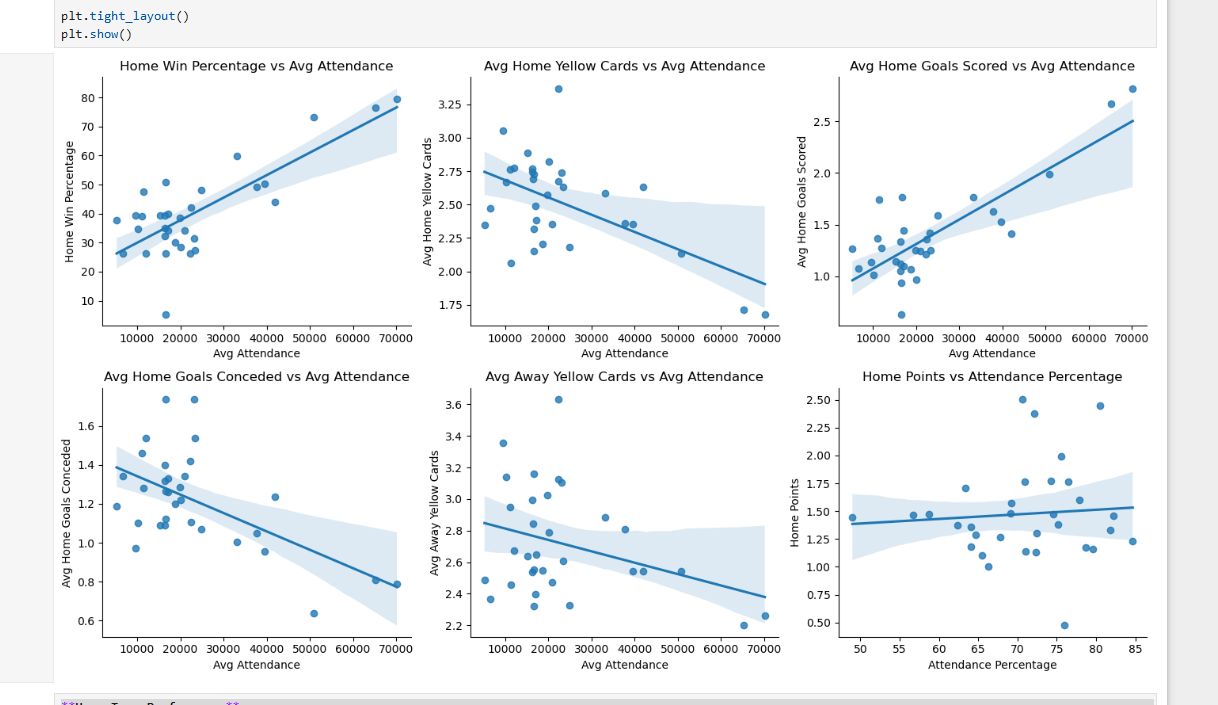 plt.tight_layout()
plt.show()
Home Win Percentage vs Avg Attendance
Home Win Percentage
80
70
60
50
40
30
20
10
10000 20000 30000 40000 50000 60000 70000
Avg Attendance
Avg Home Yellow Cards vs Avg Attendance
Avg Home Yellow Cards
3.25
3.00
2.75
2.50
2.25
2.00
1.75
10000 20000 30000 40000 50000 60000 70000
Avg Attendance
Avg Home Goals Scored vs Avg Attendance
Avg Home Goals Scored
2.5
2.0
1.5
1.0
10000 20000 30000 40000 50000 60000 70000
Avg Attendance
Avg Home Goals Conceded vs Avg Attendance
Avg Home Goals Conceded
1.6
1.4
1.2
1.0
0.8
0.6
10000 20000 30000 40000 50000 60000 70000
Avg Attendance
Avg Away Yellow Cards vs Avg Attendance
Avg Away Yellow Cards
3.6
3.4
3.2
3.0
2.8
2.6
2.4
2.2
10000 20000 30000 40000 50000 60000 70000
Avg Attendance
Home Points vs Attendance Percentage
Home Points
2.50
2.25
2.00
1.75
1.50
1.25
1.00
0.75
0.50
50 55 60 65 70 75 80 85
Attendance Percentage